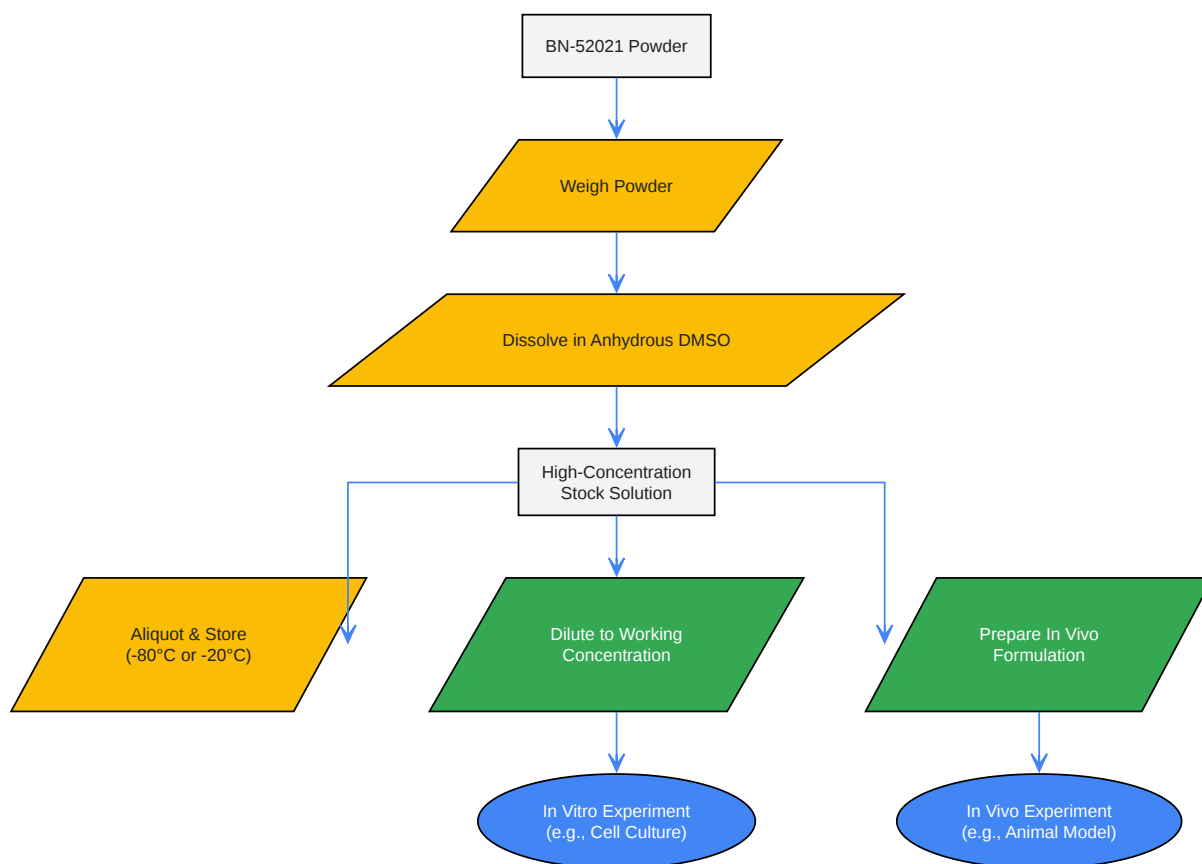 BN-52021 Powder
Weigh Powder
Dissolve in Anhydrous DMSO
High-Concentration
Stock Solution
Aliquot & Store
(-80°C or -20°C)
Dilute to Working
Concentration
Prepare In Vivo
Formulation
In Vitro Experiment
(e.g., Cell Culture)
In Vivo Experiment
(e.g., Animal Model)